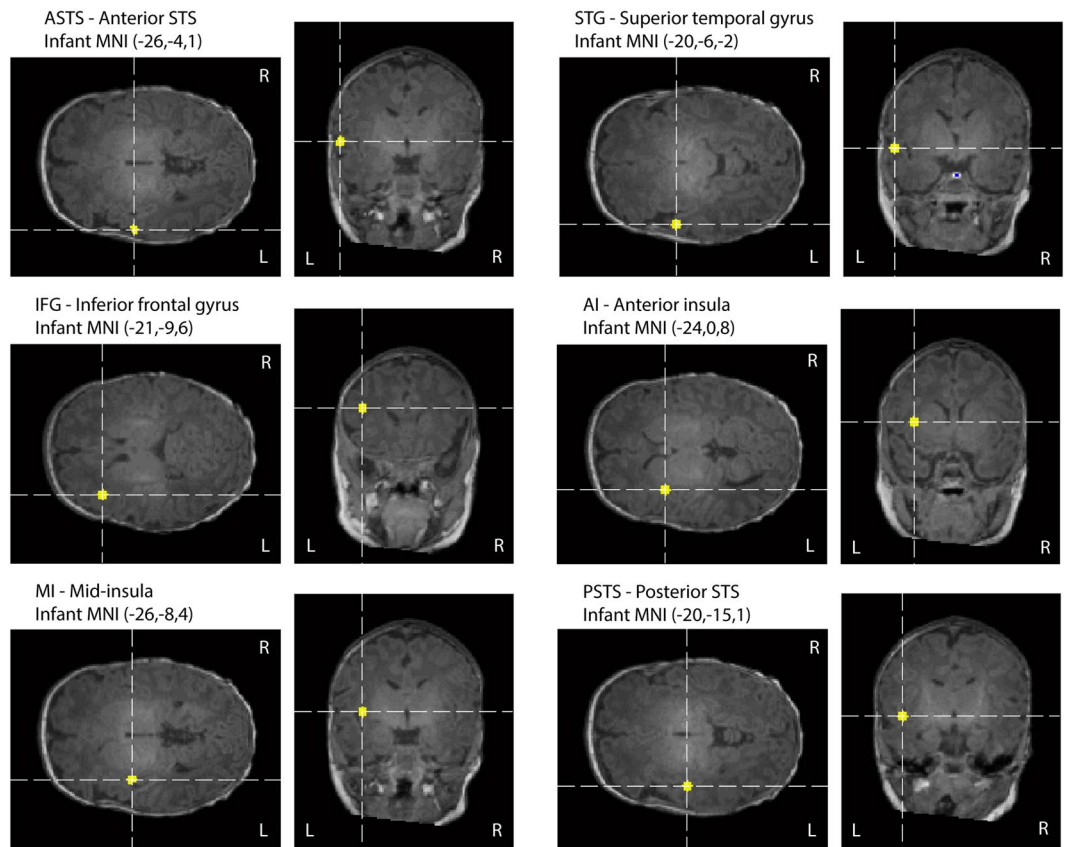 ASTS - Anterior STS
Infant MNI (-26,-4,1)
R
L
L
R
STG - Superior temporal gyrus
Infant MNI (-20,-6,-2)
R
L
L
R
IFG - Inferior frontal gyrus
Infant MNI (-21,-9,6)
R
L
L
R
AI - Anterior insula
Infant MNI (-24,0,8)
R
L
L
R
MI - Mid-insula
Infant MNI (-26,-8,4)
R
L
L
R
PSTS - Posterior STS
Infant MNI (-20,-15,1)
R
L
L
R